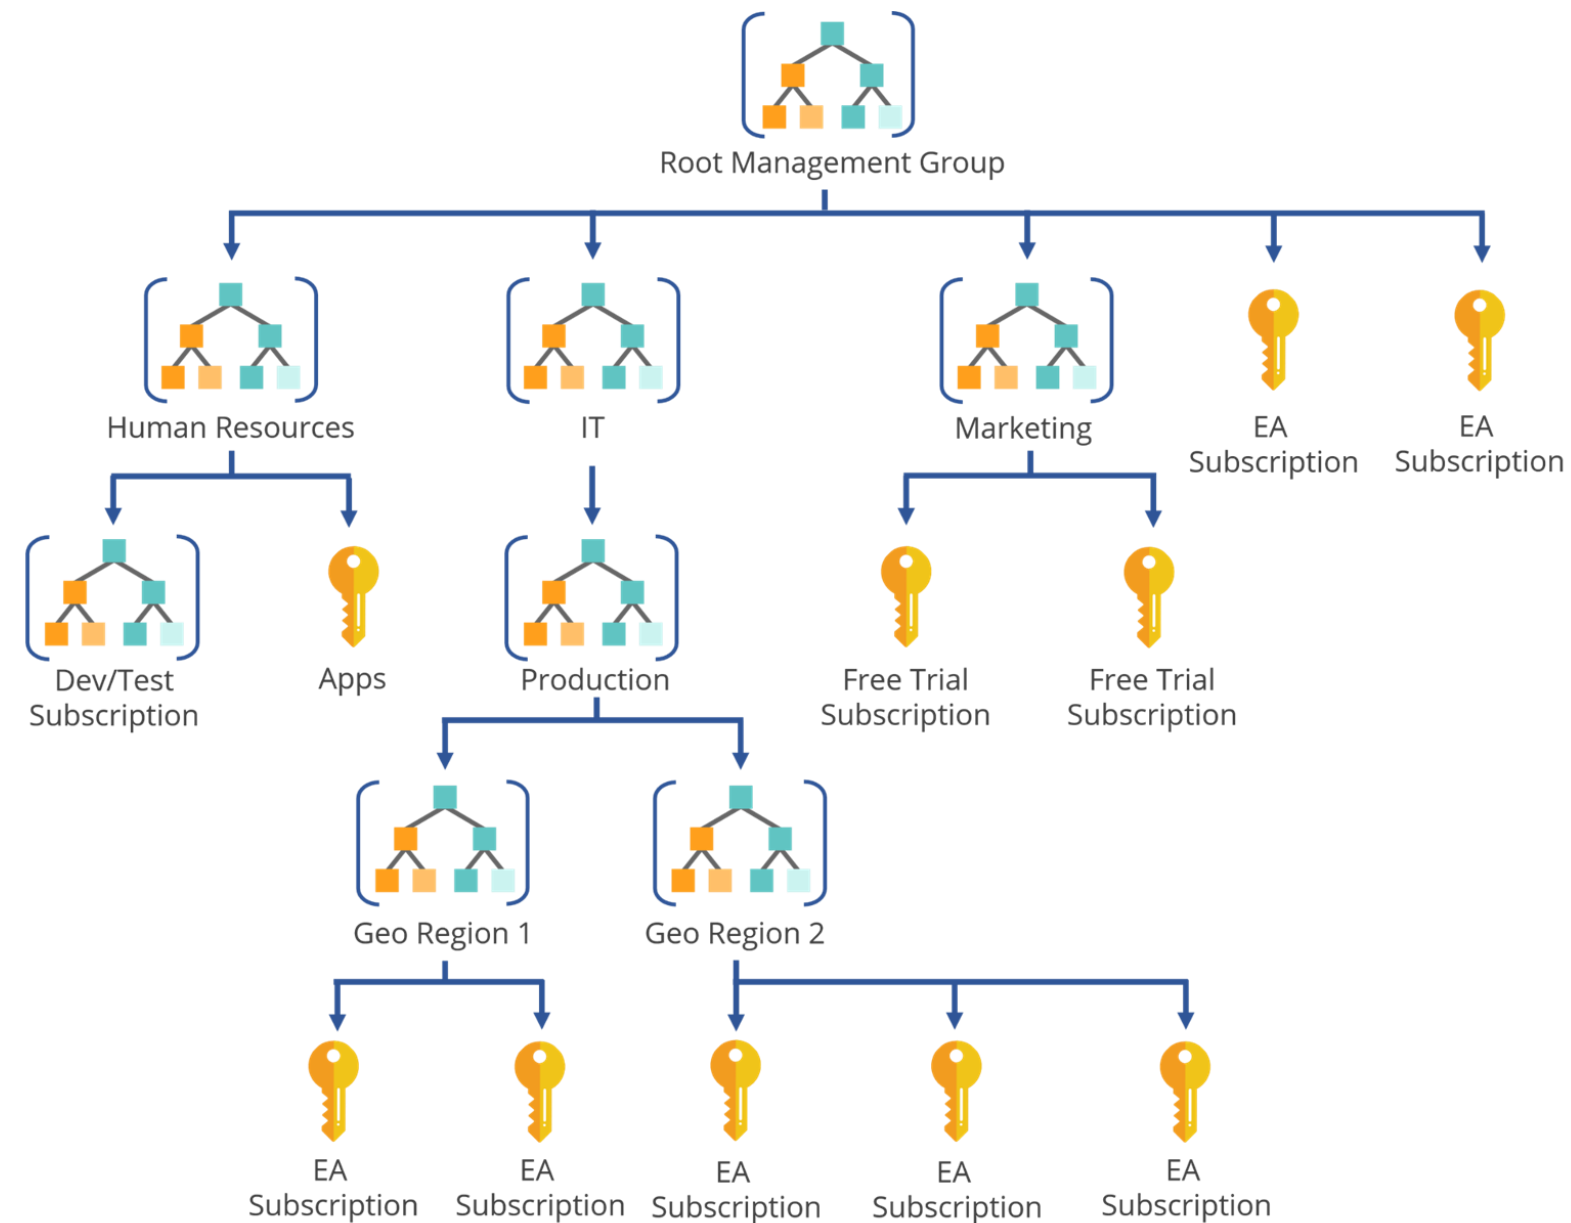 Root Management Group
Human Resources
IT
Marketing
EA
Subscription
EA
Subscription
Dev/Test
Subscription
Apps
Production
Free Trial
Subscription
Free Trial
Subscription
Geo Region 1
Geo Region 2
EA
Subscription
EA
Subscription
EA
Subscription
EA
Subscription
EA
Subscription